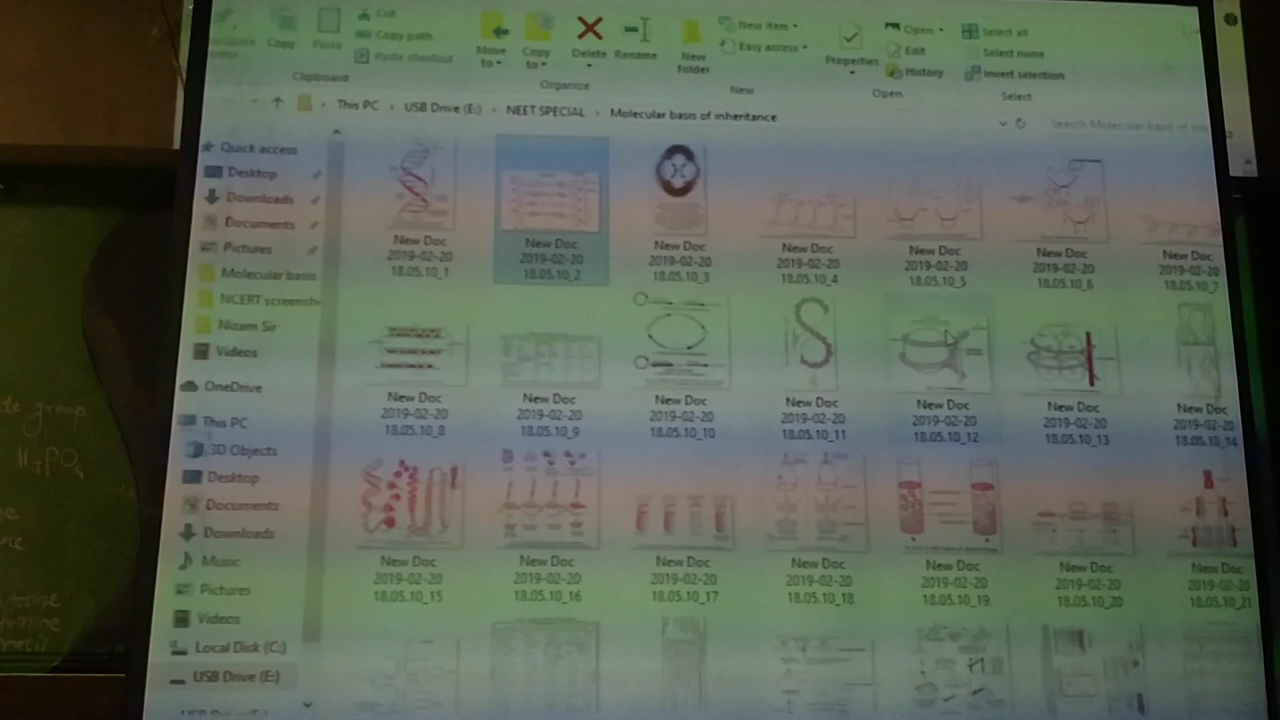 Cut
Copy path
Paste shortcut
Copy
Paste
Clipboard
Move to
Copy to
Delete
Rename
Organize
New folder
New item
Easy access
New
Properties
Open
Edit
History
Open
Select all
Select none
Invert selection
Select
This PC > USB Drive (E:) > NEET SPECIAL > Molecular basis of inheritance
Search Molecular basis of
Quick access
Desktop
Downloads
Documents
Pictures
Molecular basis
NCERT screensh
Nizam Sir
Videos
OneDrive
This PC
3D Objects
Desktop
Documents
Downloads
Music
Pictures
Videos
Local Disk (C:)
USB Drive (E:)
New Doc 2019-02-20 18.05.10_1
New Doc 2019-02-20 18.05.10_2
New Doc 2019-02-20 18.05.10_3
New Doc 2019-02-20 18.05.10_4
New Doc 2019-02-20 18.05.10_5
New Doc 2019-02-20 18.05.10_6
New Doc 2019-02-20 18.05.10_7
New Doc 2019-02-20 18.05.10_8
New Doc 2019-02-20 18.05.10_9
New Doc 2019-02-20 18.05.10_10
New Doc 2019-02-20 18.05.10_11
New Doc 2019-02-20 18.05.10_12
New Doc 2019-02-20 18.05.10_13
New Doc 2019-02-20 18.05.10_14
New Doc 2019-02-20 18.05.10_15
New Doc 2019-02-20 18.05.10_16
New Doc 2019-02-20 18.05.10_17
New Doc 2019-02-20 18.05.10_18
New Doc 2019-02-20 18.05.10_19
New Doc 2019-02-20 18.05.10_20
New Doc 2019-02-20 18.05.10_21
te group
H₃PO₄